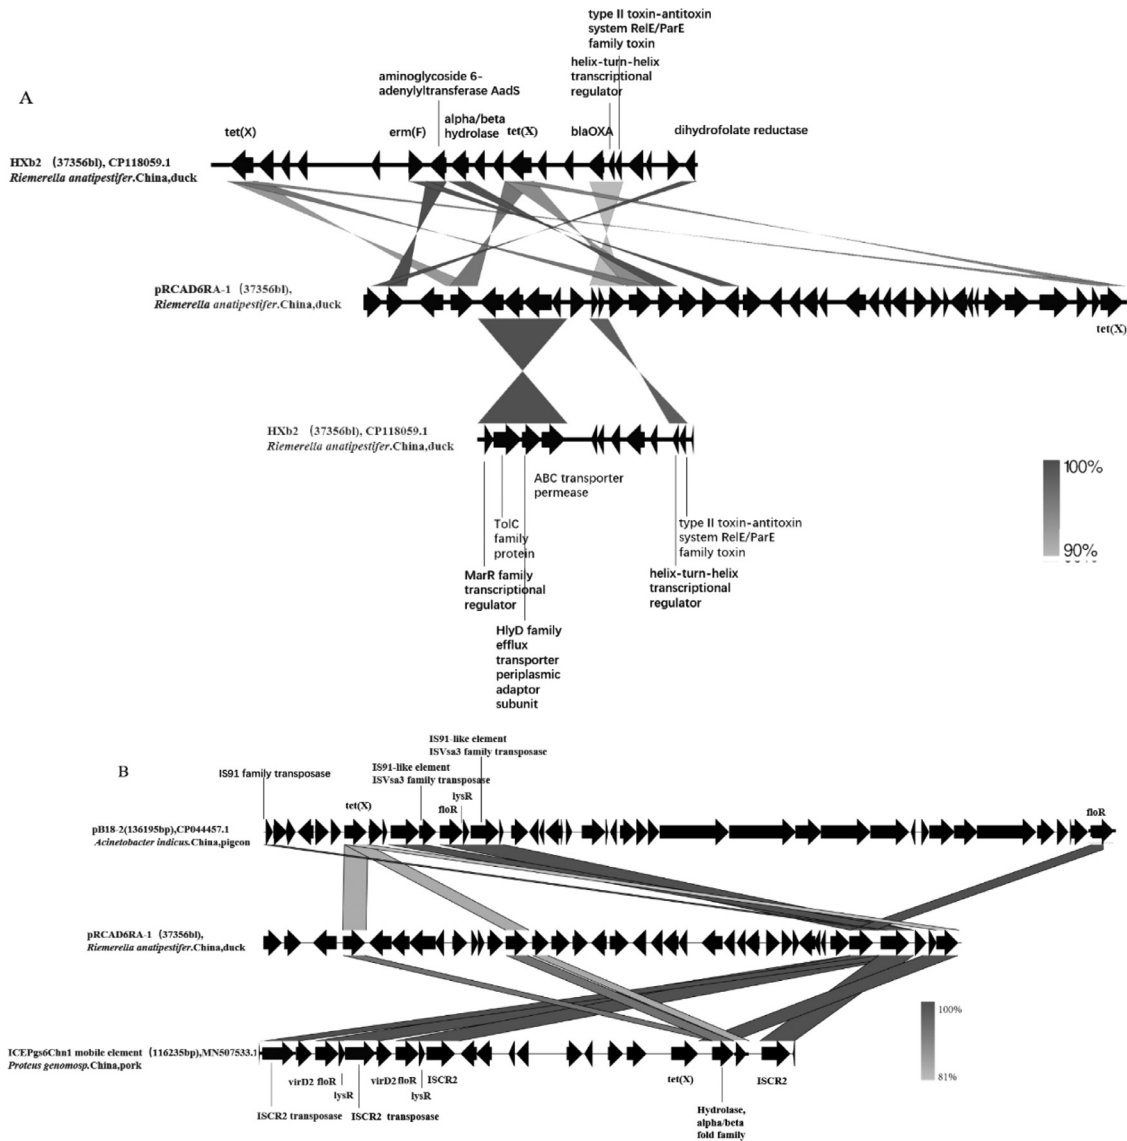 A
type II toxin-antitoxin
system RelE/ParE
family toxin
helix-turn-helix
transcriptional
regulator
aminoglycoside 6-
adenylyltransferase AadS
alpha/beta
hydrolase
tet(X)
erm(F)
tet(X)
blaOXA
dihydrofolate reductase
HXb2 (37356bl), CP118059.1
Riemerella anatipestifer.China,duck
pRCAD6RA-1 (37356bl),
Riemerella anatipestifer.China,duck
tet(X)
HXb2 (37356bl), CP118059.1
Riemerella anatipestifer.China,duck
ABC transporter
permease
TolC
family
protein
MarR family
transcriptional
regulator
HlyD family
efflux
transporter
periplasmic
adaptor
subunit
type II toxin-antitoxin
system RelE/ParE
family toxin
helix-turn-helix
transcriptional
regulator
100%
90%
B
IS91 family transposase
IS91-like element
ISVsa3 family transposase
IS91-like element
ISVsa3 family transposase
tet(X)
floR
lysR
floR
pB18-2(136195bp),CP044457.1
Acinetobacter indicus.China,pigeon
pRCAD6RA-1 (37356bl),
Riemerella anatipestifer.China,duck
ICEPgs6Chn1 mobile element (116235bp),MN507533.1
Proteus genomosp.China,pork
virD2 floR
lysR
virD2 floR
lysR
ISCR2
tet(X)
ISCR2
ISCR2 transposase
ISCR2 transposase
Hydrolase,
alpha/beta
fold family
100%
81%